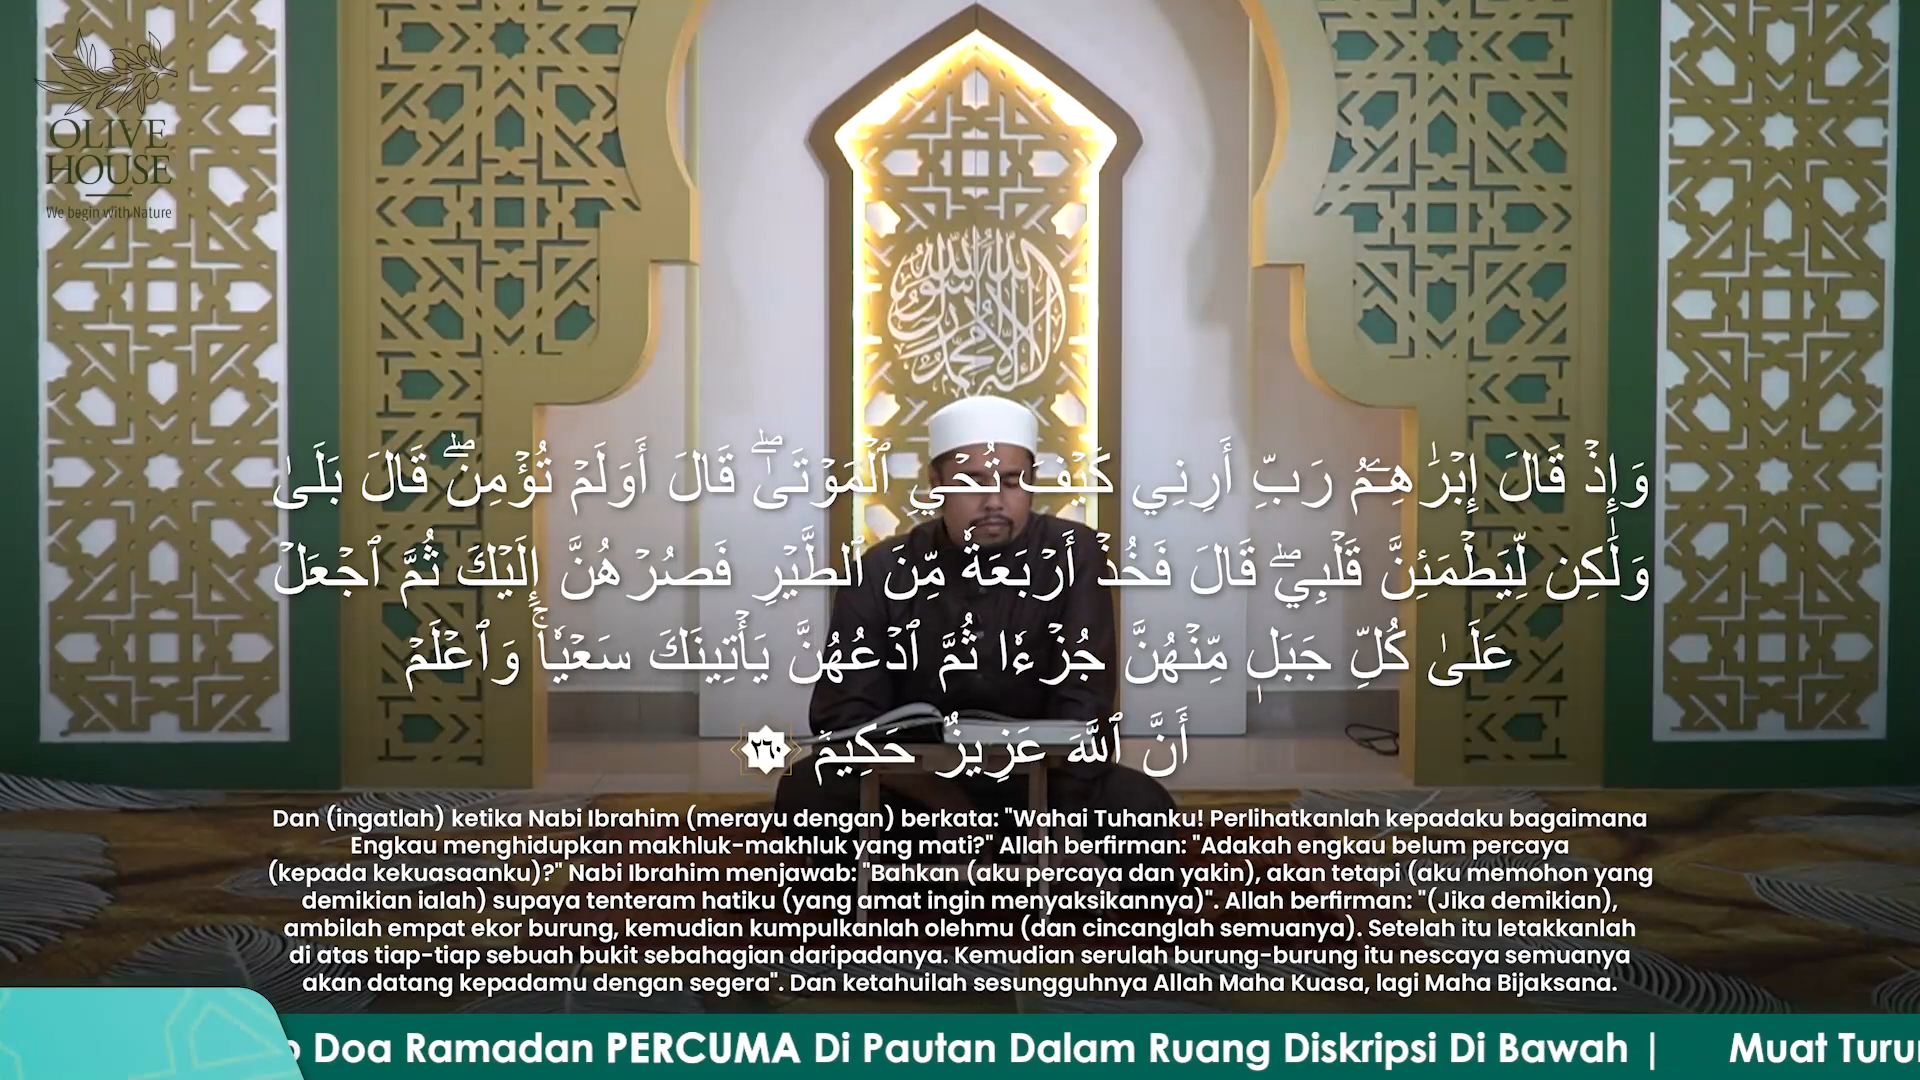 OLIVE
HOUSE
We begin with Nature
وَإِذۡ قَالَ إِبۡرَٰهِـۧمُ رَبِّ أَرِنِي كَيۡفَ تُحۡيِ ٱلۡمَوۡتَىٰۖ قَالَ أَوَلَمۡ تُؤۡمِنۖ قَالَ بَلَىٰ
وَلَٰكِن لِّيَطۡمَئِنَّ قَلۡبِيۖ قَالَ فَخُذۡ أَرۡبَعَةٗ مِّنَ ٱلطَّيۡرِ فَصُرۡهُنَّ إِلَيۡكَ ثُمَّ ٱجۡعَلۡ
عَلَىٰ كُلِّ جَبَلٖ مِّنۡهُنَّ جُزۡءٗا ثُمَّ ٱدۡعُهُنَّ يَأۡتِينَكَ سَعۡيٗاۚ وَٱعۡلَمۡ
أَنَّ ٱللَّهَ عَزِيزٌ حَكِيمٞ ٢٦٠
Dan (ingatlah) ketika Nabi Ibrahim (merayu dengan) berkata: "Wahai Tuhanku! Perlihatkanlah kepadaku bagaimana
Engkau menghidupkan makhluk-makhluk yang mati?" Allah berfirman: "Adakah engkau belum percaya
(kepada kekuasaanku)?" Nabi Ibrahim menjawab: "Bahkan (aku percaya dan yakin), akan tetapi (aku memohon yang
demikian ialah) supaya tenteram hatiku (yang amat ingin menyaksikannya)". Allah berfirman: "(Jika demikian),
ambilah empat ekor burung, kemudian kumpulkanlah olehmu (dan cincanglah semuanya). Setelah itu letakkanlah
di atas tiap-tiap sebuah bukit sebahagian daripadanya. Kemudian serulah burung-burung itu nescaya semuanya
akan datang kepadamu dengan segera". Dan ketahuilah sesungguhnya Allah Maha Kuasa, lagi Maha Bijaksana.
Doa Ramadan PERCUMA Di Pautan Dalam Ruang Diskripsi Di Bawah | Muat